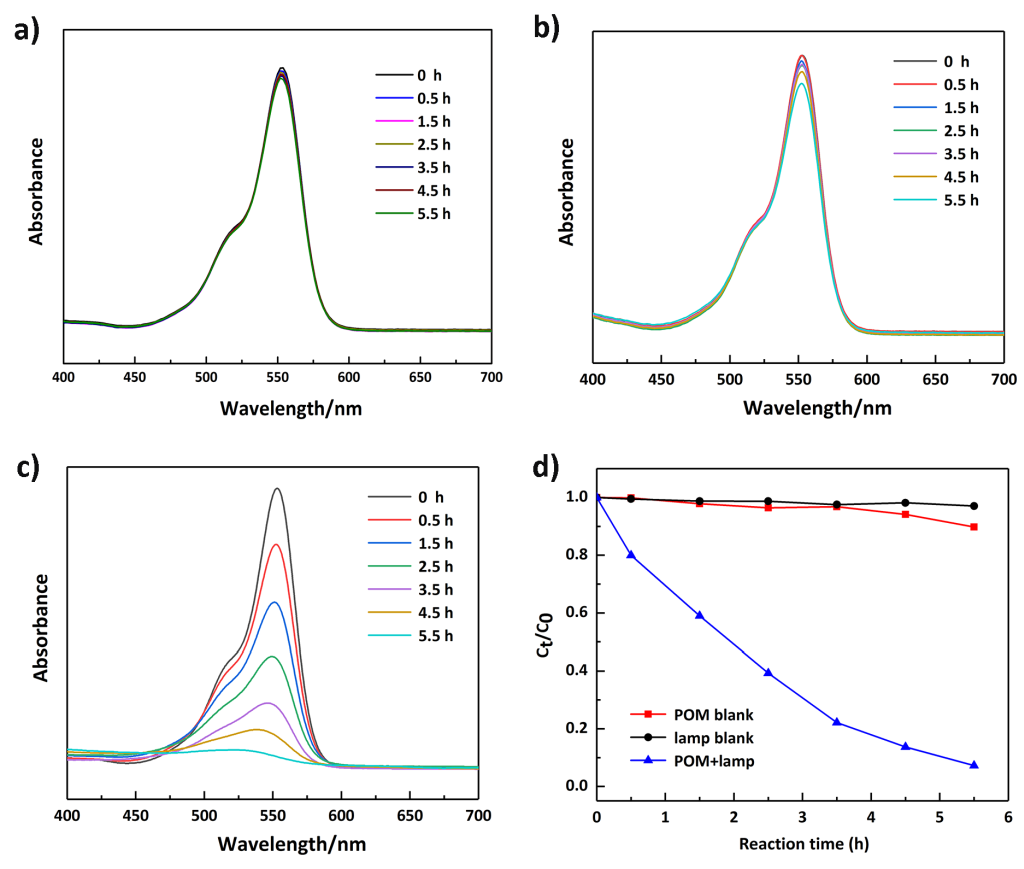 a)
Absorbance
0 h
0.5 h
1.5 h
2.5 h
3.5 h
4.5 h
5.5 h
400 450 500 550 600 650 700
Wavelength/nm
b)
Absorbance
0 h
0.5 h
1.5 h
2.5 h
3.5 h
4.5 h
5.5 h
400 450 500 550 600 650 700
Wavelength/nm
c)
Absorbance
0 h
0.5 h
1.5 h
2.5 h
3.5 h
4.5 h
5.5 h
400 450 500 550 600 650 700
Wavelength/nm
d)
Ct/C0
1.0
0.8
0.6
0.4
0.2
0.0
POM blank
lamp blank
POM+lamp
0 1 2 3 4 5 6
Reaction time (h)